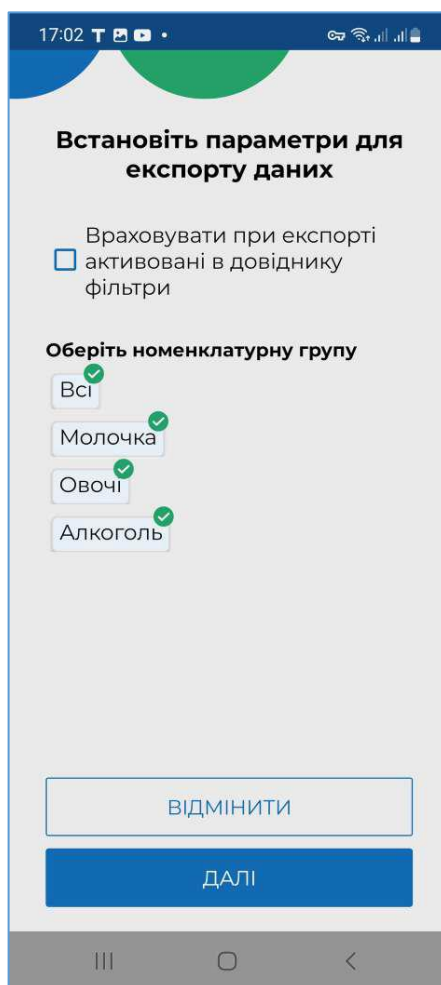 17:02
Встановіть параметри для
експорту даних
Враховувати при експорті
активовані в довіднику
фільтри
Оберіть номенклатурну групу
Всі
Молочка
Овочі
Алкоголь
ВІДМІНИТИ
ДАЛІ